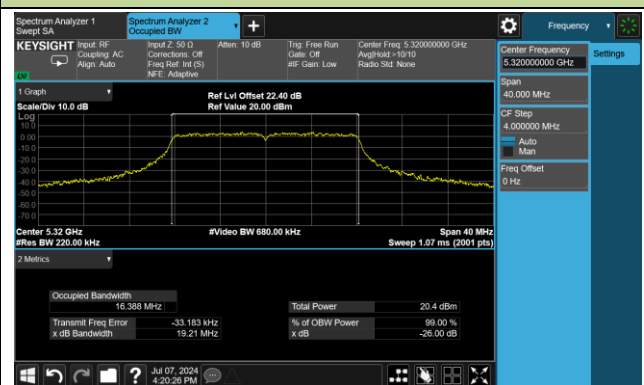 Spectrum Analyzer 1
Swept SA
Spectrum Analyzer 2
Occupied BW
Frequency
KEYSIGHT
Input: RF
Coupling: AC
Align: Auto
Input Z: 50 Ω
Corrections: Off
Freq Ref: Int (S)
NFE: Adaptive
Atten: 10 dB
Trig: Free Run
Gate: Off
#IF Gain: Low
Center Freq: 5.320000000 GHz
Avg|Hold:>10/10
Radio Std: None
Center Frequency
5.320000000 GHz
Settings
Span
40.000 MHz
CF Step
4.000000 MHz
Auto
Man
Freq Offset
0 Hz
1 Graph
Scale/Div 10.0 dB
Ref Lvl Offset 22.40 dB
Ref Value 20.00 dBm
Log
10.0
0.00
-10.0
-20.0
-30.0
-40.0
-50.0
-60.0
-70.0
Center 5.32 GHz
#Res BW 220.00 kHz
#Video BW 680.00 kHz
Span 40 MHz
Sweep 1.07 ms (2001 pts)
2 Metrics
Occupied Bandwidth
16.388 MHz
Total Power
20.4 dBm
Transmit Freq Error
-33.183 kHz
% of OBW Power
99.00 %
x dB Bandwidth
19.21 MHz
x dB
-26.00 dB
Jul 07, 2024
4:20:26 PM